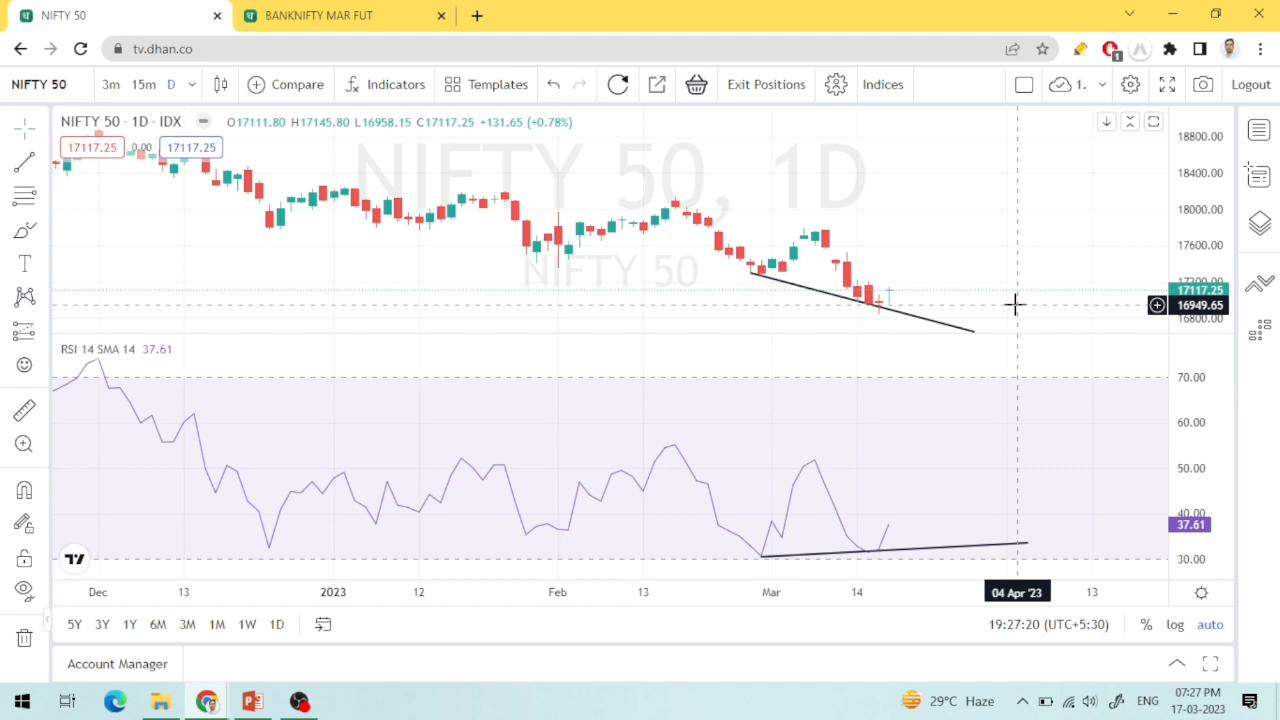 NIFTY 50
BANKNIFTY MAR FUT
tv.dhan.co
1
NIFTY 50 3m 15m D Compare Indicators Templates Exit Positions Indices 1. Logout
NIFTY 50 · 1D · IDX O17111.80 H17145.80 L16958.15 C17117.25 +131.65 (+0.78%)
17117.25 0.00 17117.25
NIFTY 50, 1D
NIFTY 50
18800.00
18400.00
18000.00
17600.00
17200.00
17117.25
16949.65
16800.00
RSI 14 SMA 14 37.61
70.00
60.00
50.00
40.00
37.61
30.00
Dec 13 2023 12 Feb 13 Mar 14 04 Apr '23 13
5Y 3Y 1Y 6M 3M 1M 1W 1D 19:27:20 (UTC+5:30) % log auto
Account Manager
29°C Haze ENG 07:27 PM
17-03-2023